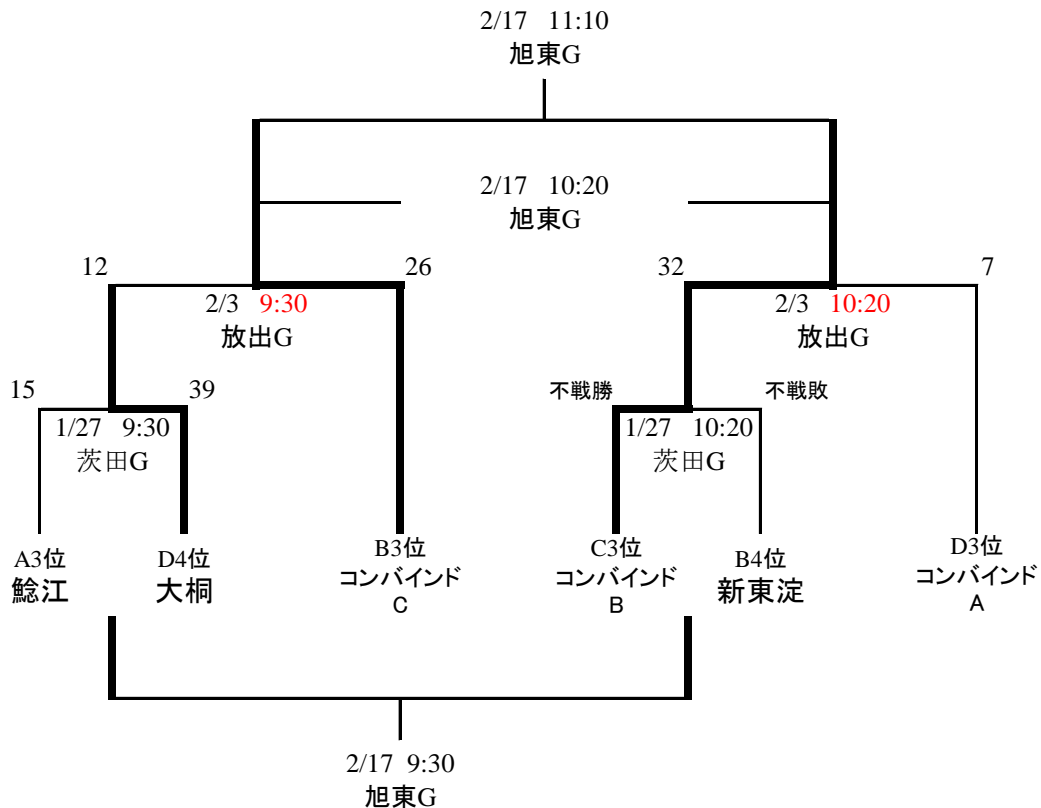 2/17 11:10
旭東G
2/17 10:20
旭東G
12
26
32
7
2/3 9:30
放出G
2/3 10:20
放出G
15
39
不戦勝
不戦敗
1/27 9:30
茨田G
1/27 10:20
茨田G
A3位
鯰江
D4位
大桐
B3位
コンバインド
C
C3位
コンバインド
B
B4位
新東淀
D3位
コンバインド
A
2/17 9:30
旭東G